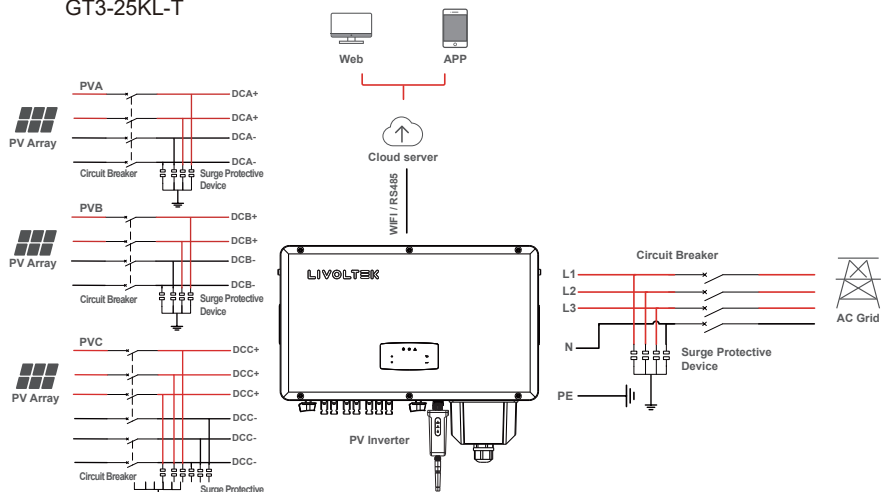 GT3-25KL-T
Web
APP
Cloud server
WIFI / RS485
PVA
DCA+
DCA+
DCA-
DCA-
PV Array
Circuit Breaker
Surge Protective
Device
PVB
DCB+
DCB+
DCB-
DCB-
PV Array
Circuit Breaker
Surge Protective
Device
PVC
DCC+
DCC+
DCC+
DCC-
DCC-
DCC-
PV Array
Circuit Breaker
Surge Protective
LIVOLTEK
PV Inverter
Circuit Breaker
L1
L2
L3
N
PE
Surge Protective
Device
AC Grid